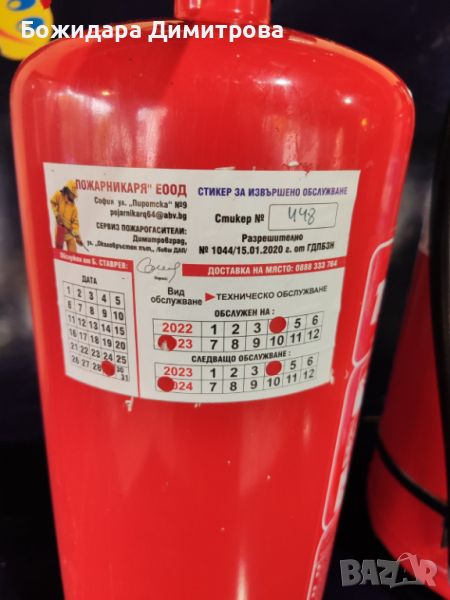 Божидара Димитрова
ПОЖАРНИКАРЯ" ЕООД
София ул. „Пиротска" №9
pojarnikarq64@abv.bg
СЕРВИЗ ПОЖАРОГАСИТЕЛИ:
Димитровград,
СТИКЕР ЗА ИЗВЪРШЕНО ОБСЛУЖВАНЕ
Стикер № 448
Разрешително
№ 1044/15.01.2020 г. от ГДПБЗН
Обслужил от Б. СТАВРЕВ:
ДОСТАВКА НА МЯСТО: 0888 333 764
ДАТА
1 2 3 4 5
6 7 8 9 10
11 12 13 14 15
16 17 18 19 20
21 22 23 24 25
26 27 28 30
31
Вид обслужване ►ТЕХНИЧЕСКО ОБСЛУЖВАНЕ
ОБСЛУЖЕН НА:
2022 1 2 3 5 6
23 7 8 9 10 11 12
СЛЕДВАЩО ОБСЛУЖВАНЕ:
2023 1 2 3 5 6
024 7 8 9 10 11 12
BAZAR